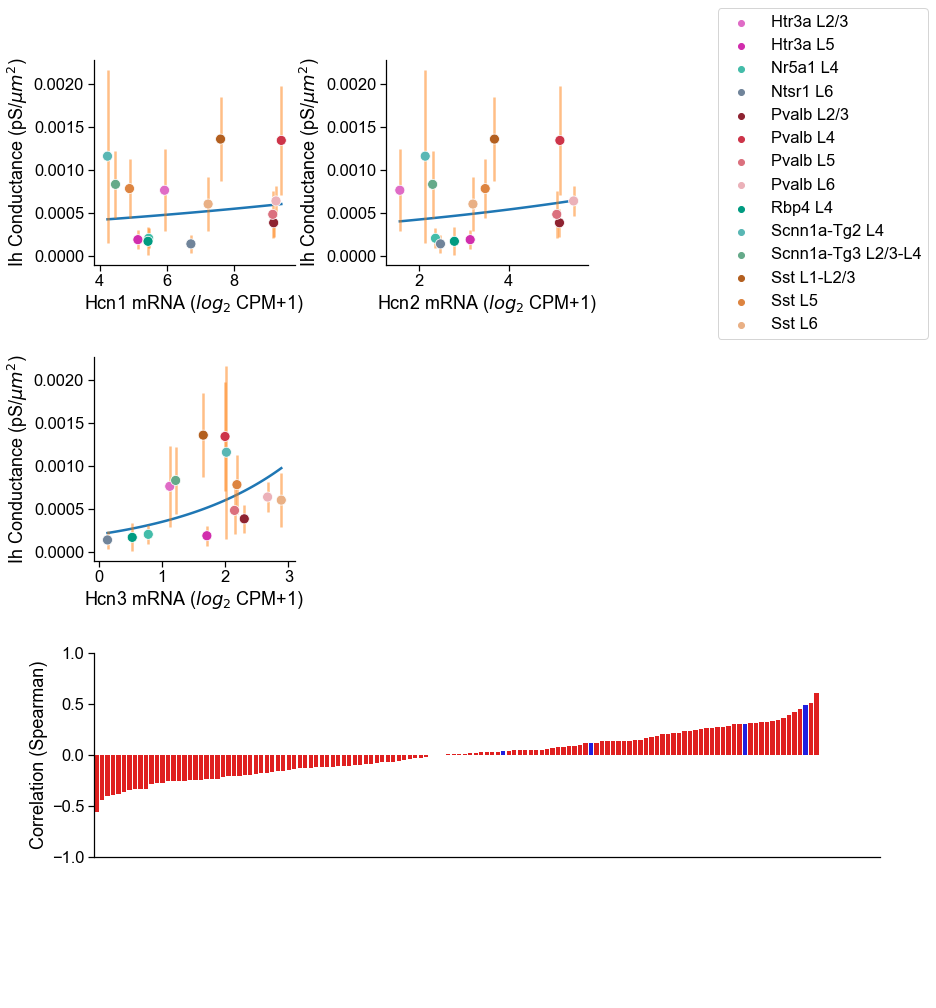 Htr3a L2/3
Htr3a L5
Nr5a1 L4
Ntsr1 L6
Pvalb L2/3
Pvalb L4
Pvalb L5
Pvalb L6
Rbp4 L4
Scnn1a-Tg2 L4
Scnn1a-Tg3 L2/3-L4
Sst L1-L2/3
Sst L5
Sst L6
Ih Conductance (pS/μm²)
0.0020
0.0015
0.0010
0.0005
0.0000
4 6 8
Hcn1 mRNA (log₂ CPM+1)
Ih Conductance (pS/μm²)
0.0020
0.0015
0.0010
0.0005
0.0000
2 4
Hcn2 mRNA (log₂ CPM+1)
Ih Conductance (pS/μm²)
0.0020
0.0015
0.0010
0.0005
0.0000
0 1 2 3
Hcn3 mRNA (log₂ CPM+1)
Correlation (Spearman)
1.0
0.5
0.0
−0.5
−1.0